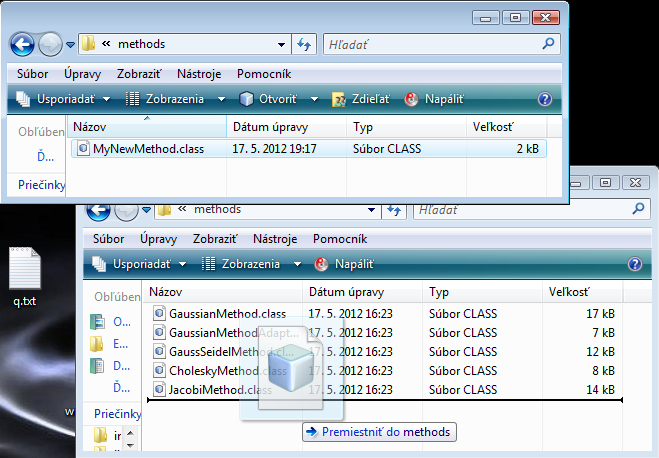 « methods
Hľadať
Súbor Úpravy Zobraziť Nástroje Pomocník
Usporiadať Zobrazenia Otvoriť Zdieľať Napáliť
Obľúben Názov Dátum úpravy Typ Veľkosť
MyNewMethod.class 17. 5. 2012 19:17 Súbor CLASS 2 kB
Ď...
Priečinky
methods
Hľadať
Súbor Úpravy Zobraziť Nástroje Pomocník
Usporiadať Zobrazenia Napáliť
Obľúben Názov Dátum úpravy Typ Veľkosť
q.txt
GaussianMethod.class 17. 5. 2012 16:23 Súbor CLASS 17 kB
O...
GaussianMethodAdapt... 17. 5. 2012 16:23 Súbor CLASS 7 kB
E...
GaussSeidelMethod.cl... 17. 5. 2012 16:23 Súbor CLASS 12 kB
D...
CholeskyMethod.class 17. 5. 2012 16:23 Súbor CLASS 8 kB
Ď...
JacobiMethod.class 17. 5. 2012 16:23 Súbor CLASS 14 kB
w
Priečinky
Premiestniť do methods